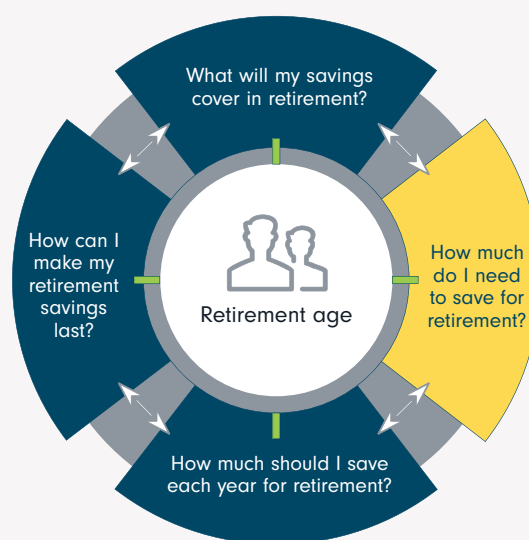 What will my savings
cover in retirement?
How can I
make my
retirement
savings
last?
Retirement age
How much
do I need
to save for
retirement?
How much should I save
each year for retirement?